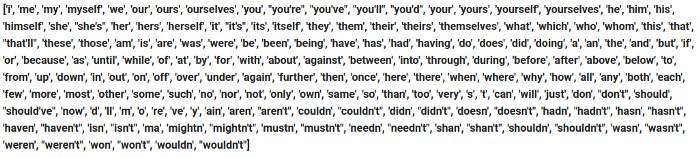 ['i', 'me', 'my', 'myself', 'we', 'our', 'ours', 'ourselves', 'you', "you're", "you've", "you'll", "you'd", 'your', 'yours', 'yourself', 'yourselves', 'he', 'him', 'his',
'himself', 'she', "she's", 'her', 'hers', 'herself', 'it', "it's", 'its', 'itself', 'they', 'them', 'their', 'theirs', 'themselves', 'what', 'which', 'who', 'whom', 'this', 'that',
"that'll", 'these', 'those', 'am', 'is', 'are', 'was', 'were', 'be', 'been', 'being', 'have', 'has', 'had', 'having', 'do', 'does', 'did', 'doing', 'a', 'an', 'the', 'and', 'but', 'if',
'or', 'because', 'as', 'until', 'while', 'of', 'at', 'by', 'for', 'with', 'about', 'against', 'between', 'into', 'through', 'during', 'before', 'after', 'above', 'below', 'to',
'from', 'up', 'down', 'in', 'out', 'on', 'off', 'over', 'under', 'again', 'further', 'then', 'once', 'here', 'there', 'when', 'where', 'why', 'how', 'all', 'any', 'both', 'each',
'few', 'more', 'most', 'other', 'some', 'such', 'no', 'nor', 'not', 'only', 'own', 'same', 'so', 'than', 'too', 'very', 's', 't', 'can', 'will', 'just', 'don', "don't", 'should',
"should've", 'now', 'd', 'll', 'm', 'o', 're', 've', 'y', 'ain', 'aren', "aren't", 'couldn', "couldn't", 'didn', "didn't", 'doesn', "doesn't", 'hadn', "hadn't", 'hasn', "hasn't",
'haven', "haven't", 'isn', "isn't", 'ma', 'mightn', "mightn't", 'mustn', "mustn't", 'needn', "needn't", 'shan', "shan't", 'shouldn', "shouldn't", 'wasn', "wasn't",
'weren', "weren't", 'won', "won't", 'wouldn', "wouldn't"]